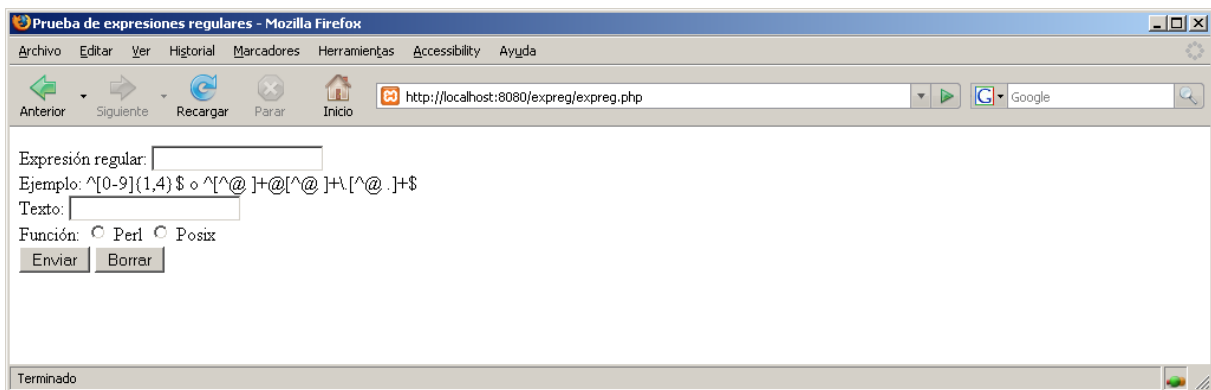 Prueba de expresiones regulares - Mozilla Firefox
Archivo Editar Ver Historial Marcadores Herramientas Accessibility Ayuda
Anterior Siguiente Recargar Parar Inicio http://localhost:8080/expreg/expreg.php G Google
Expresión regular:
Ejemplo: ^[0-9]{1,4}$ o ^[^@ ]+@[^@ ]+\.[^@ .]+$
Texto:
Función: Perl Posix
Enviar Borrar
Terminado